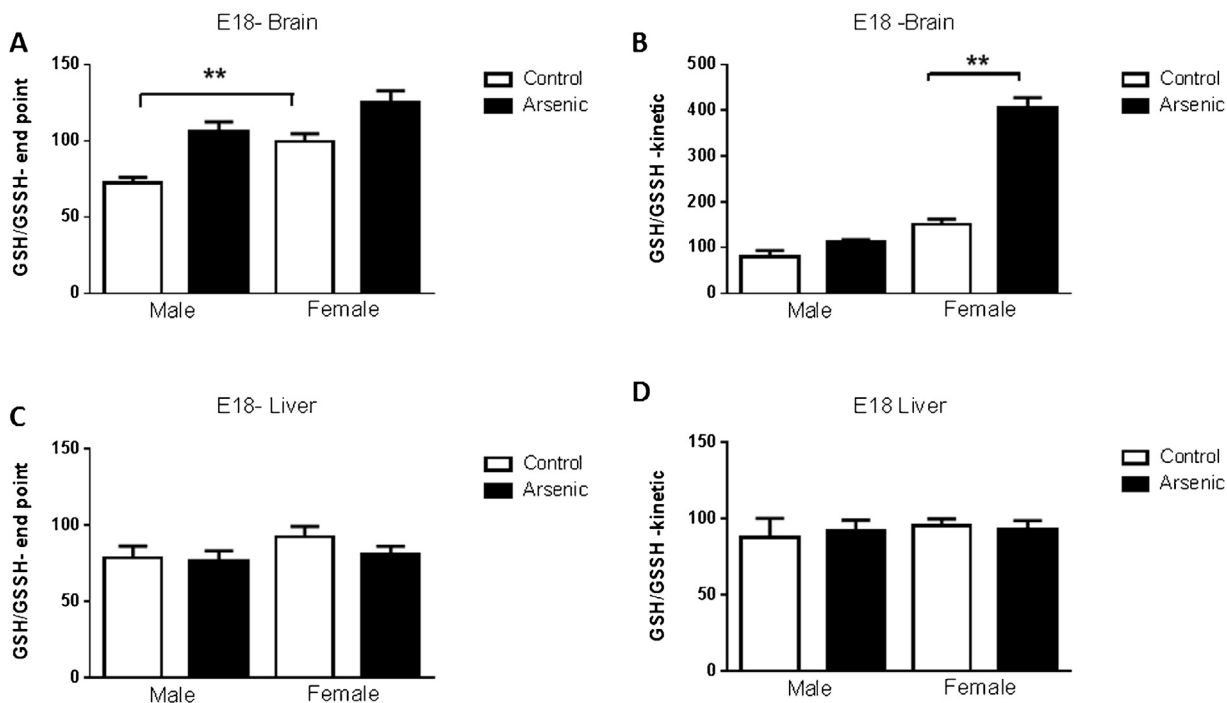 A
E18- Brain
GSH/GSSH- end point
150
100
50
0
**
Male
Female
Control
Arsenic
B
E18 -Brain
GSH/GSSH -kinetic
500
400
300
200
100
0
**
Male
Female
Control
Arsenic
C
E18- Liver
GSH/GSSH- end point
150
100
50
0
Male
Female
Control
Arsenic
D
E18 Liver
GSH/GSSH -kinetic
150
100
50
0
Male
Female
Control
Arsenic